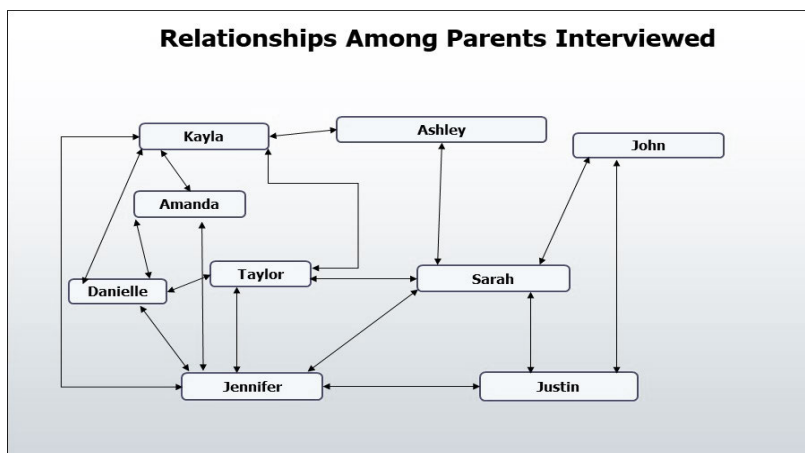 Relationships Among Parents Interviewed
Ashley
Kayla
John
Amanda
Taylor
Sarah
Danielle
Jennifer
Justin